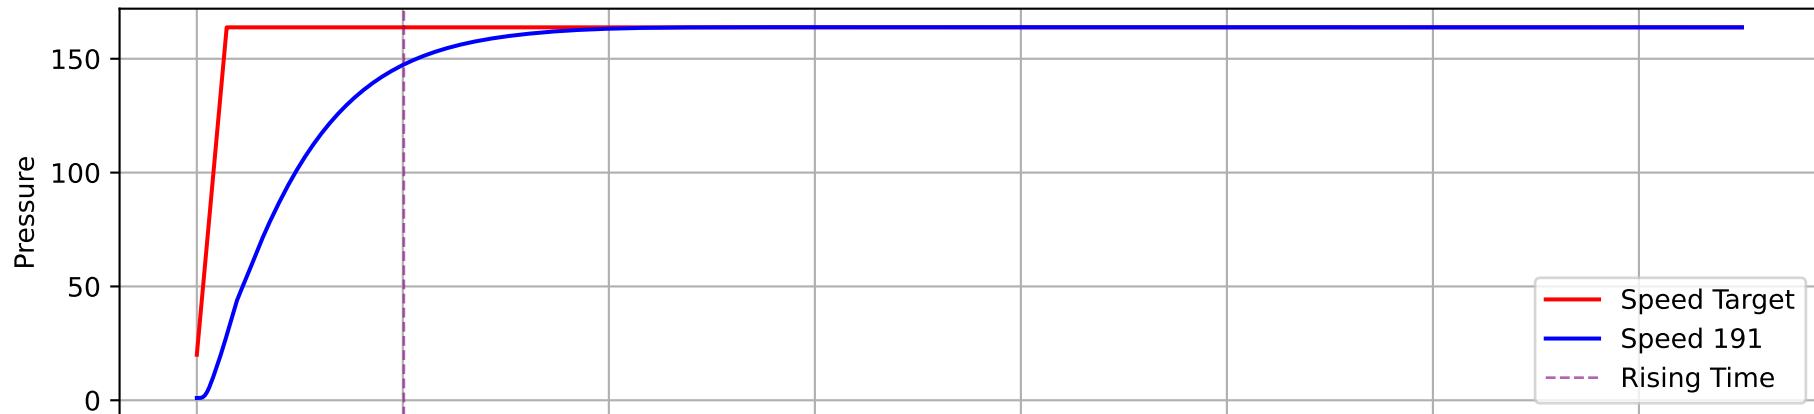 150
100
50
0
Pressure
Speed Target
Speed 191
Rising Time